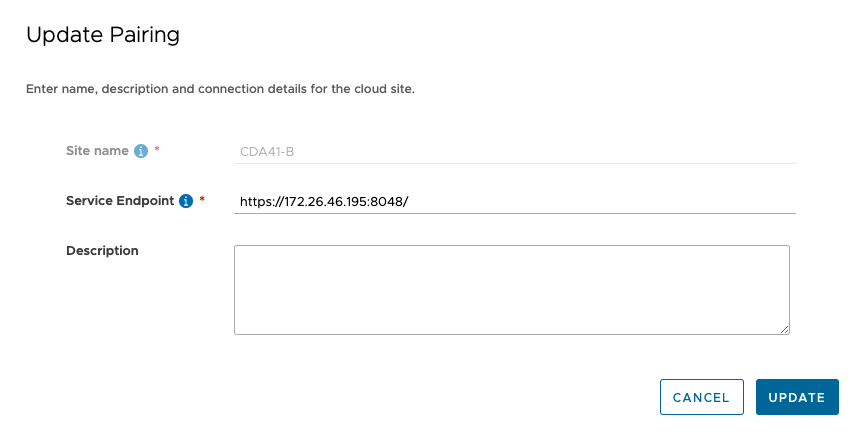 Update Pairing
Enter name, description and connection details for the cloud site.
Site name i * CDA41-B
Service Endpoint i * https://172.26.46.195:8048/
Description
CANCEL UPDATE